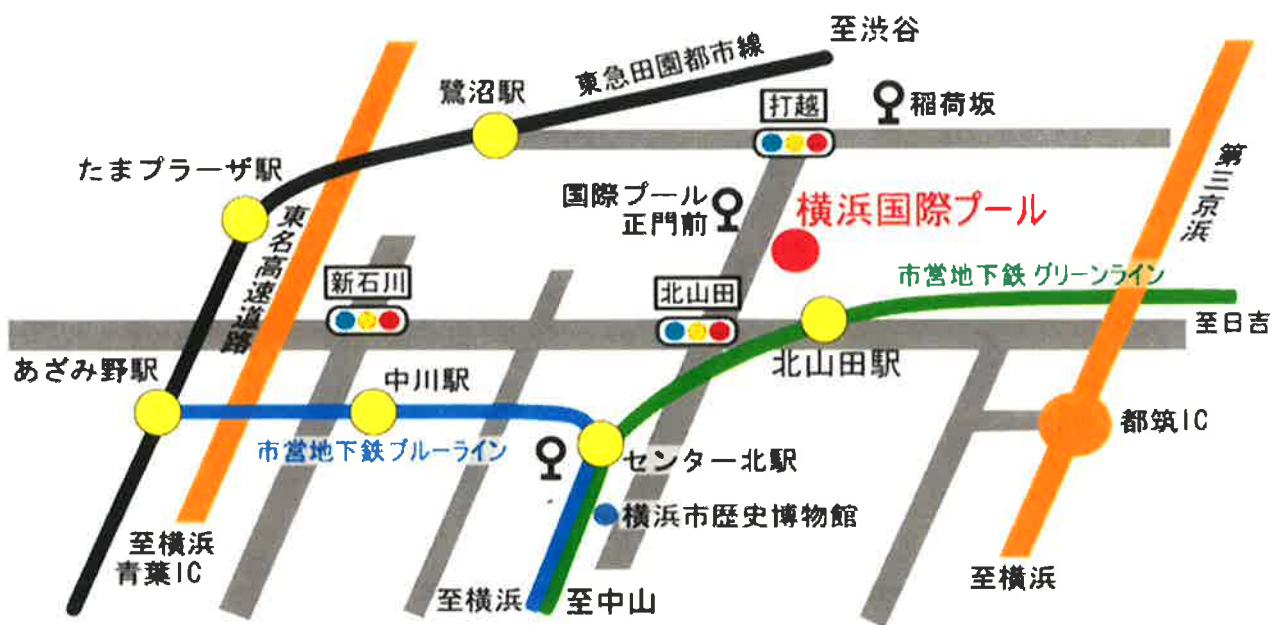 至渋谷
東急田園都市線
鷺沼駅
打越
稲荷坂
たまプラーザ駅
国際プール
正門前
横浜国際プール
第三京浜
東名高速道路
新石川
北山田
市営地下鉄グリーンライン
至日吉
あざみ野駅
中川駅
北山田駅
市営地下鉄ブルーライン
センター北駅
都筑IC
横浜市歴史博物館
至横浜
青葉IC
至横浜
至中山
至横浜